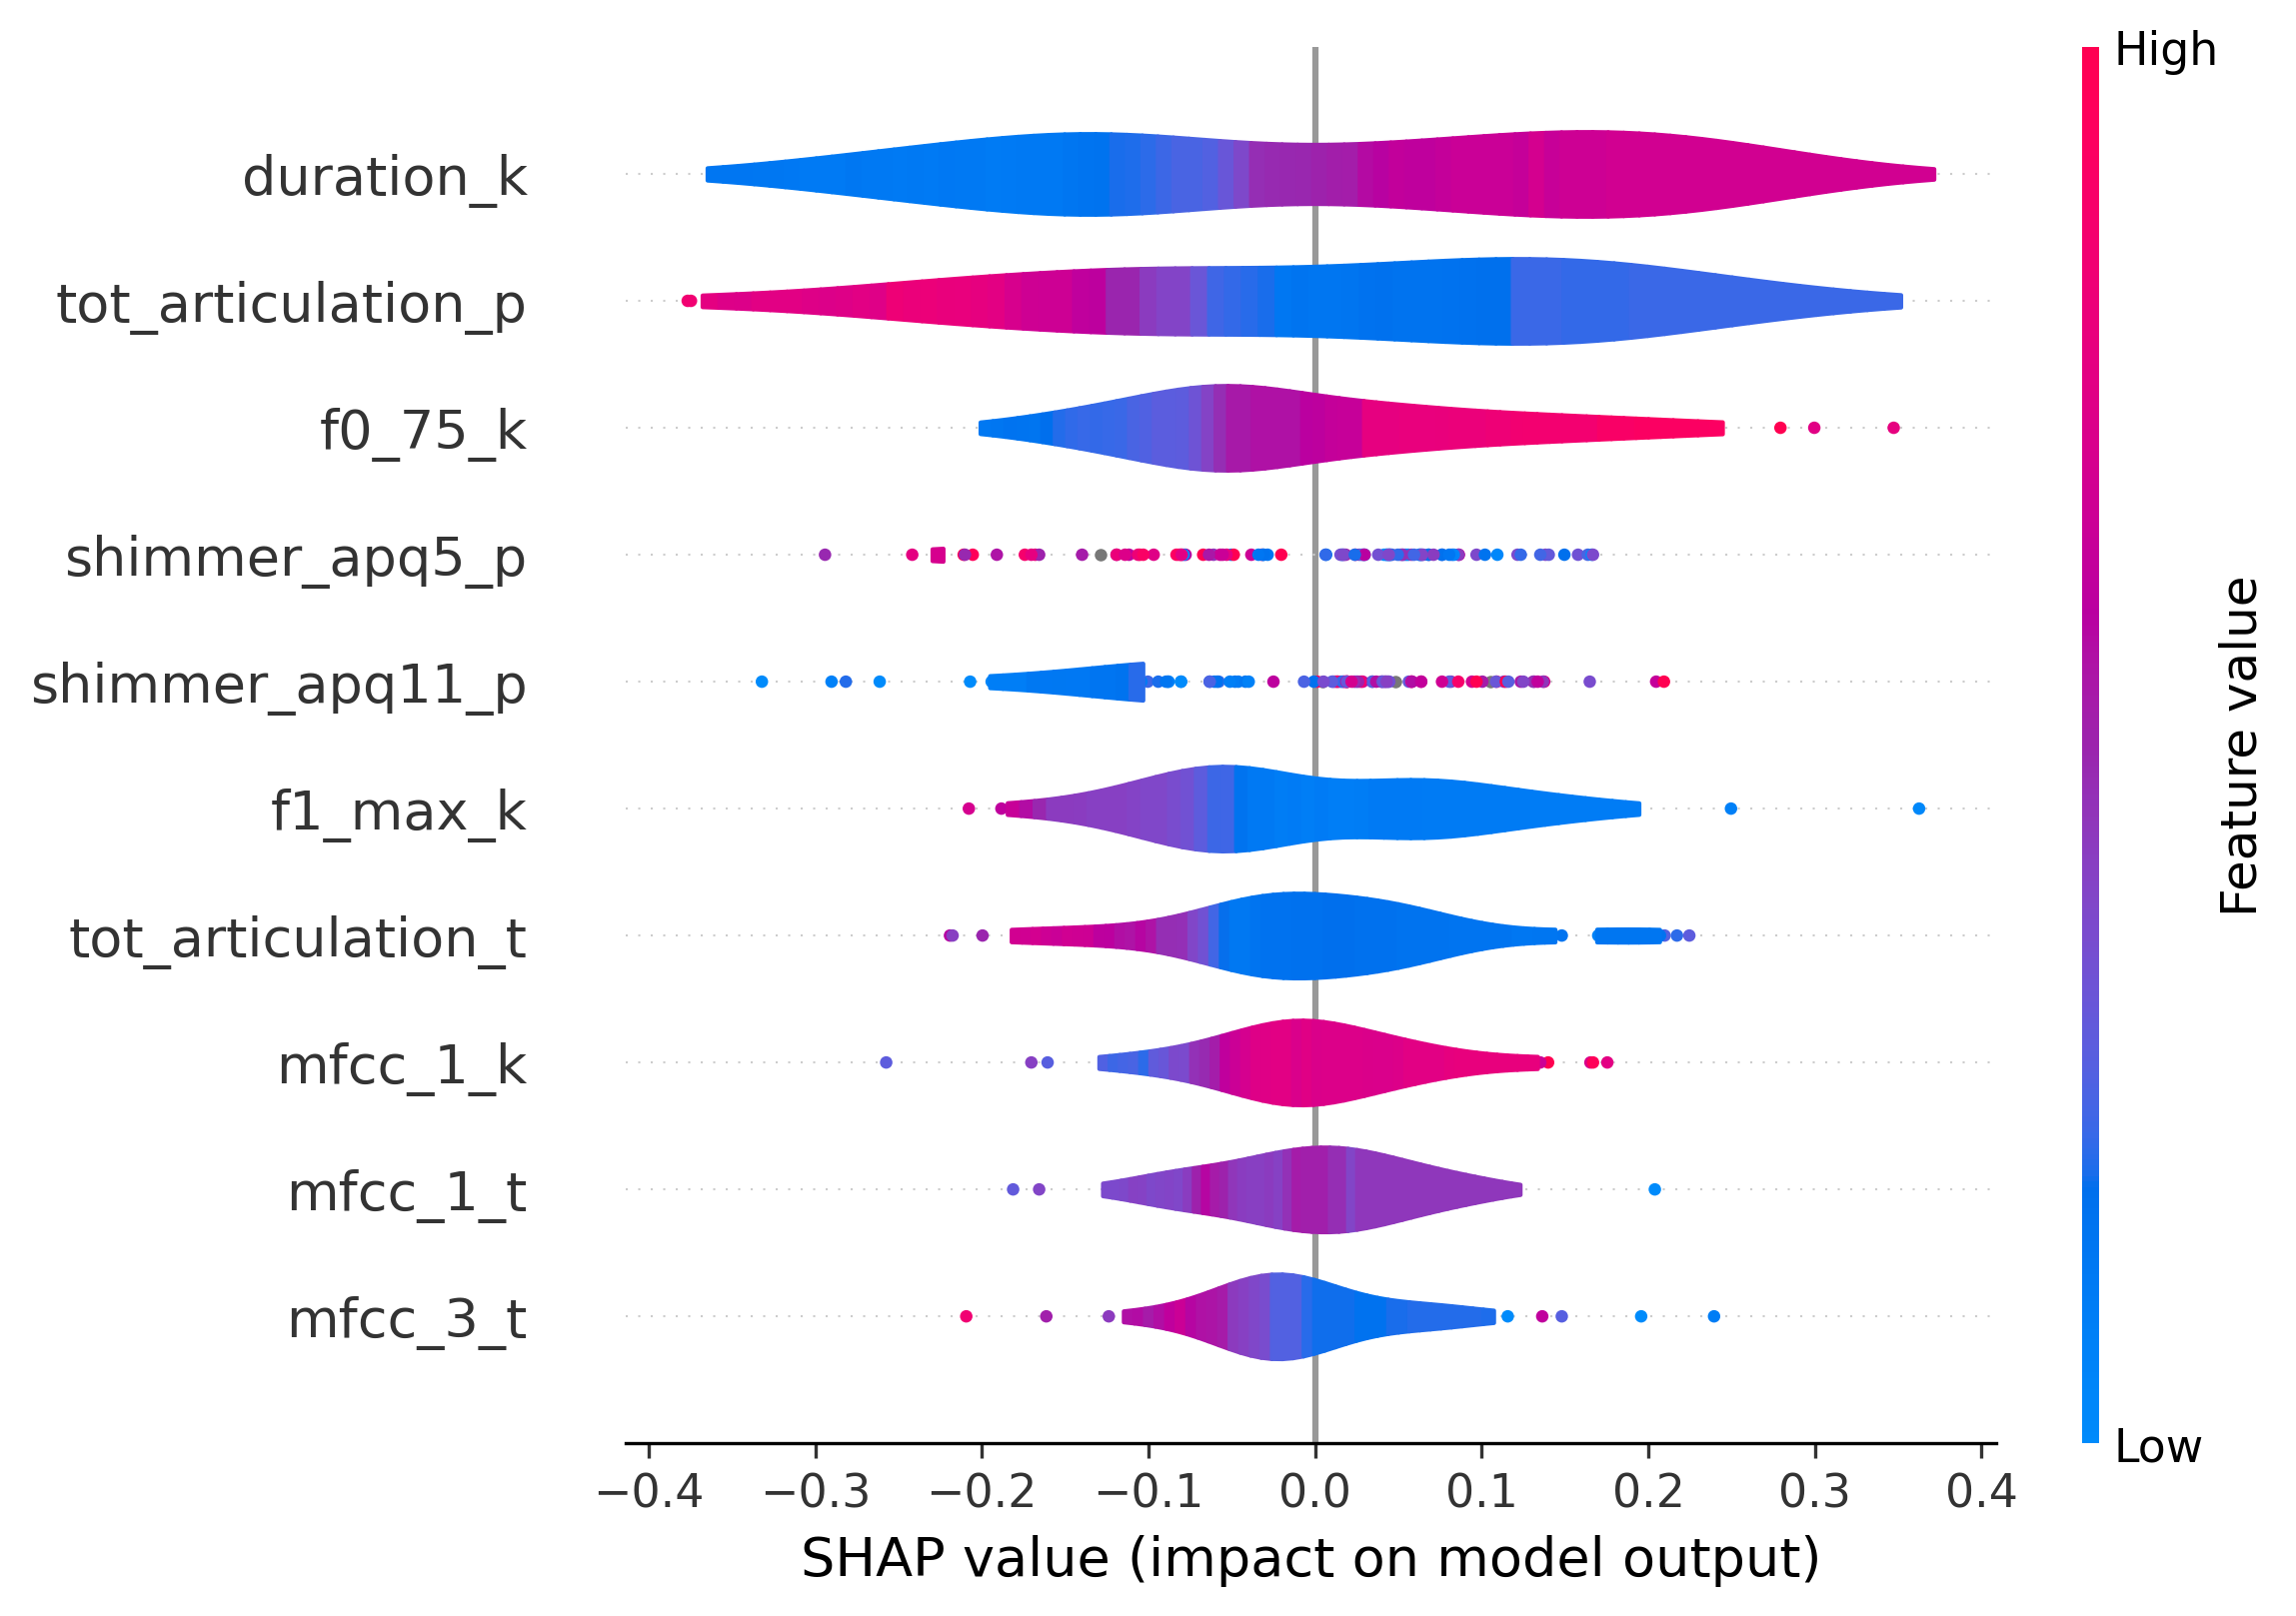 High
duration_k
tot_articulation_p
f0_75_k
shimmer_apq5_p
shimmer_apq11_p
f1_max_k
tot_articulation_t
mfcc_1_k
mfcc_1_t
mfcc_3_t
Feature value
Low
−0.4 −0.3 −0.2 −0.1 0.0 0.1 0.2 0.3 0.4
SHAP value (impact on model output)